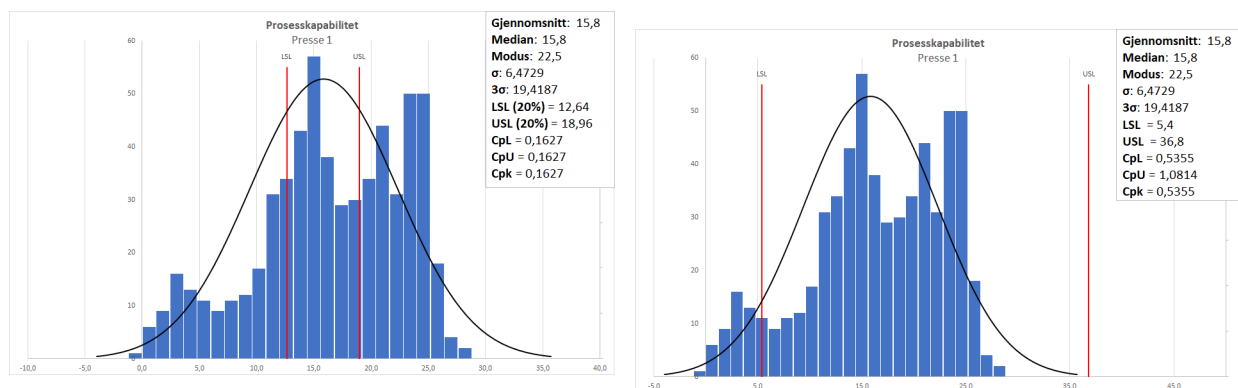 Prosesskapabilitet
Presse 1
LSL
USL
60
50
40
30
20
10
0
-10,0
-5,0
0,0
5,0
10,0
15,0
20,0
25,0
30,0
35,0
40,0
Gjennomsnitt: 15,8
Median: 15,8
Modus: 22,5
σ: 6,4729
3σ: 19,4187
LSL (20%) = 12,64
USL (20%) = 18,96
CpL = 0,1627
CpU = 0,1627
Cpk = 0,1627
Prosesskapabilitet
Presse 1
LSL
USL
60
50
40
30
20
10
0
-5,0
5,0
15,0
25,0
45,0
Gjennomsnitt: 15,8
Median: 15,8
Modus: 22,5
σ: 6,4729
3σ: 19,4187
LSL = 5,4
USL = 36,8
CpL = 0,5355
CpU = 1,0814
Cpk = 0,5355